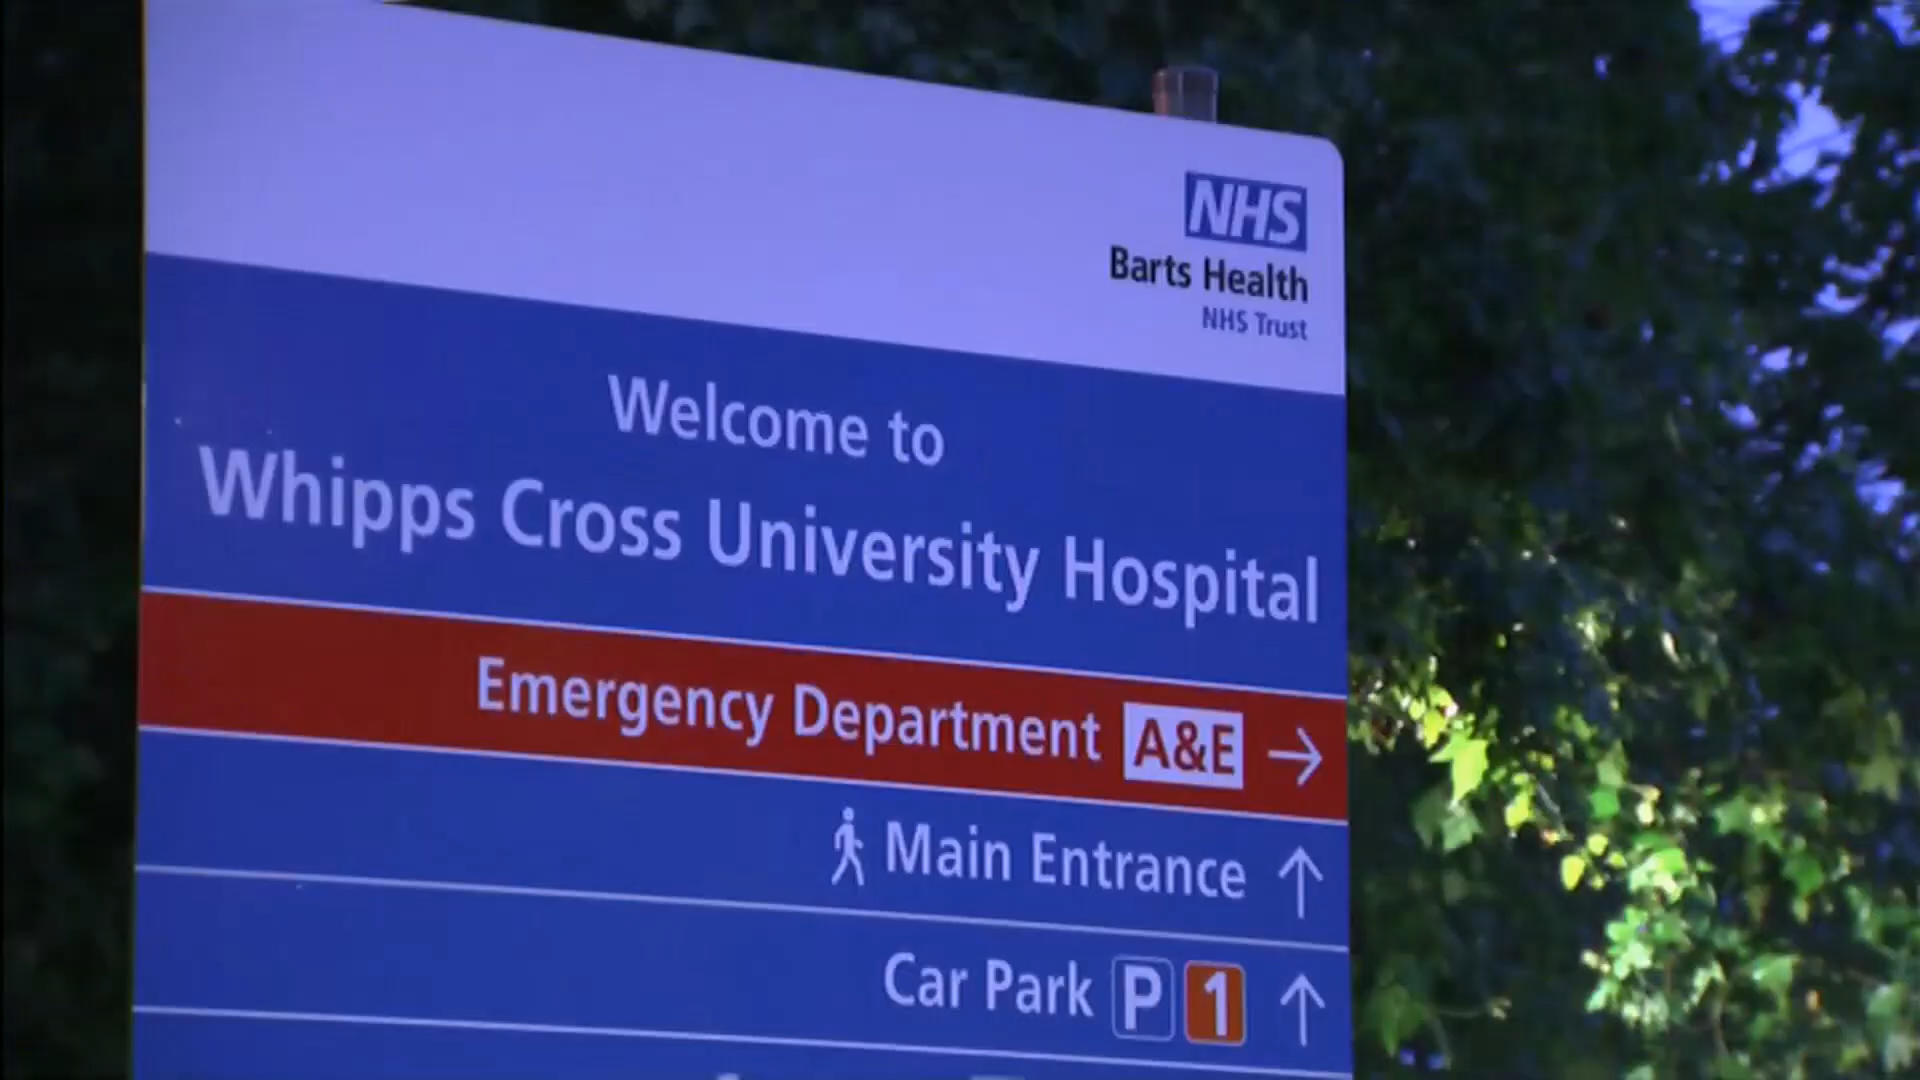 NHS
Barts Health
NHS Trust
Welcome to
Whipps Cross University Hospital
Emergency Department A&E →
Main Entrance ↑
Car Park P 1 ↑